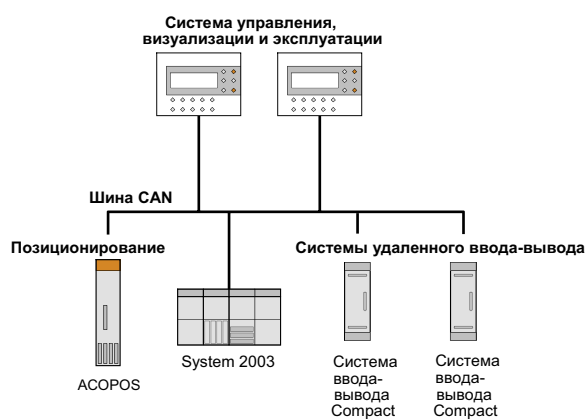 Система управления,
визуализации и эксплуатации
Шина CAN
Позиционирование
Системы удаленного ввода-вывода
ACOPOS
System 2003
Система
ввода-
вывода
Compact
Система
ввода-
вывода
Compact